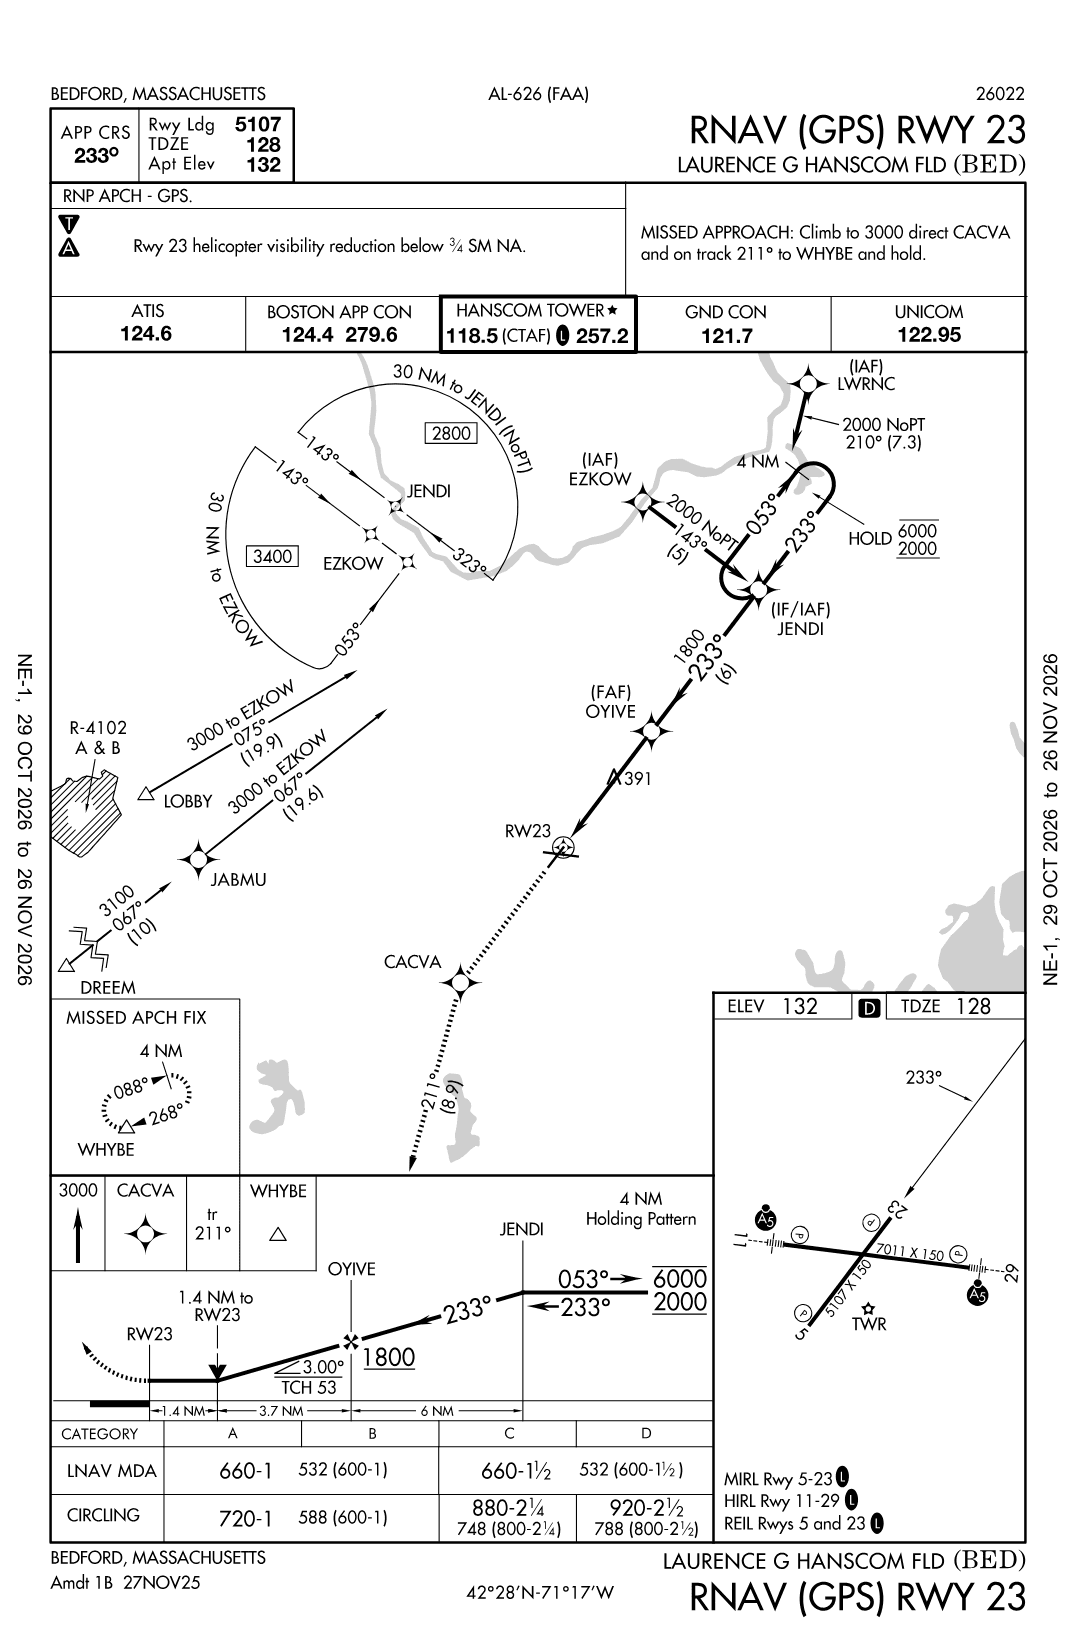 BEDFORD, MASSACHUSETTS
AL-626 (FAA)
26022
APP CRS
233°
Rwy Ldg 5107
TDZE 128
Apt Elev 132
RNAV (GPS) RWY 23
LAURENCE G HANSCOM FLD (BED)
RNP APCH - GPS.
T
A
Rwy 23 helicopter visibility reduction below ¾ SM NA.
MISSED APPROACH: Climb to 3000 direct CACVA
and on track 211° to WHYBE and hold.
ATIS
124.6
BOSTON APP CON
124.4 279.6
HANSCOM TOWER★
118.5 (CTAF) L 257.2
GND CON
121.7
UNICOM
122.95
30 NM to JENDI (NoPT)
2800
143°
JENDI
323°
143°
30 NM to EZKOW
3400
EZKOW
053°
(IAF)
LWRNC
2000 NoPT
210° (7.3)
4 NM
(IAF)
EZKOW
2000 NoPT
143°
(5)
053°
233°
HOLD 6000
2000
(IF/IAF)
JENDI
1800
233°
(6)
(FAF)
OYIVE
391
RW23
CACVA
211°
(8.9)
R-4102
A & B
3000 to EZKOW
075°
(19.9)
LOBBY
3000 to EZKOW
067°
(19.6)
JABMU
3100
067°
(10)
DREEM
NE-1, 29 OCT 2026 to 26 NOV 2026
NE-1, 29 OCT 2026 to 26 NOV 2026
MISSED APCH FIX
4 NM
088°
268°
WHYBE
ELEV 132
D
TDZE 128
233°
23
A5
P
P
11
7011 X 150
P
29
A5
5107 X 150
P
5
TWR
MIRL Rwy 5-23 L
HIRL Rwy 11-29 L
REIL Rwys 5 and 23 L
3000
CACVA
tr
211°
WHYBE
4 NM
Holding Pattern
JENDI
OYIVE
053° 6000
233° 2000
233°
1.4 NM to
RW23
RW23
1800
3.00°
TCH 53
1.4 NM
3.7 NM
6 NM
CATEGORY A B C D
LNAV MDA 660-1 532 (600-1) 660-1½ 532 (600-1½)
CIRCLING 720-1 588 (600-1) 880-2¼ 920-2½
748 (800-2¼) 788 (800-2½)
BEDFORD, MASSACHUSETTS
Amdt 1B 27NOV25
42°28'N-71°17'W
LAURENCE G HANSCOM FLD (BED)
RNAV (GPS) RWY 23